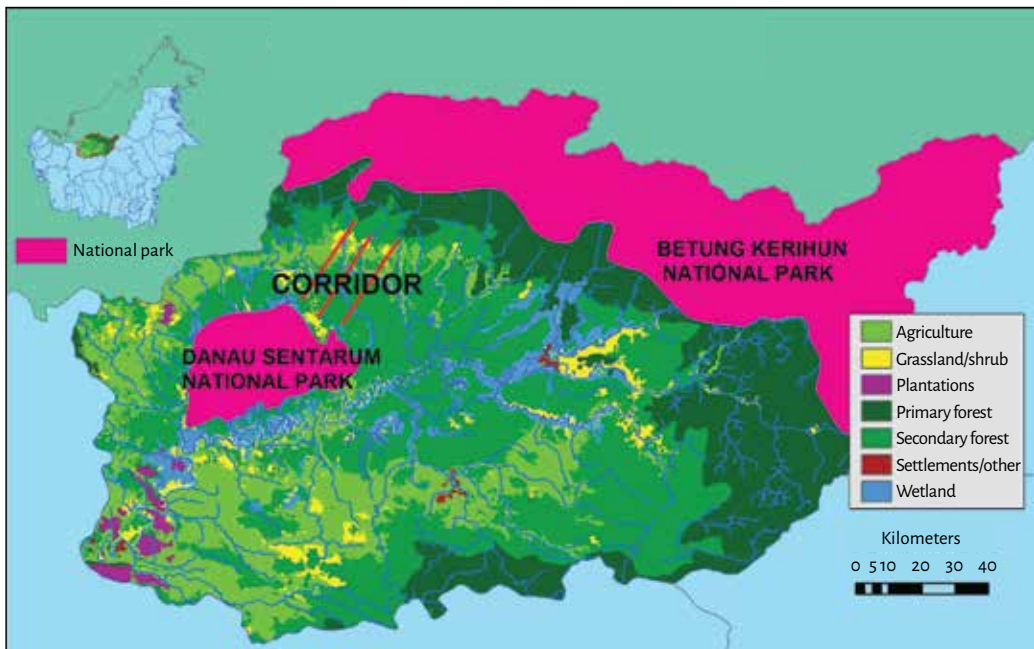 National park
CORRIDOR
DANAU SENTARUM
NATIONAL PARK
BETUNG KERIHUN
NATIONAL PARK
Agriculture
Grassland/shrub
Plantations
Primary forest
Secondary forest
Settlements/other
Wetland
Kilometers
0 5 10 20 30 40